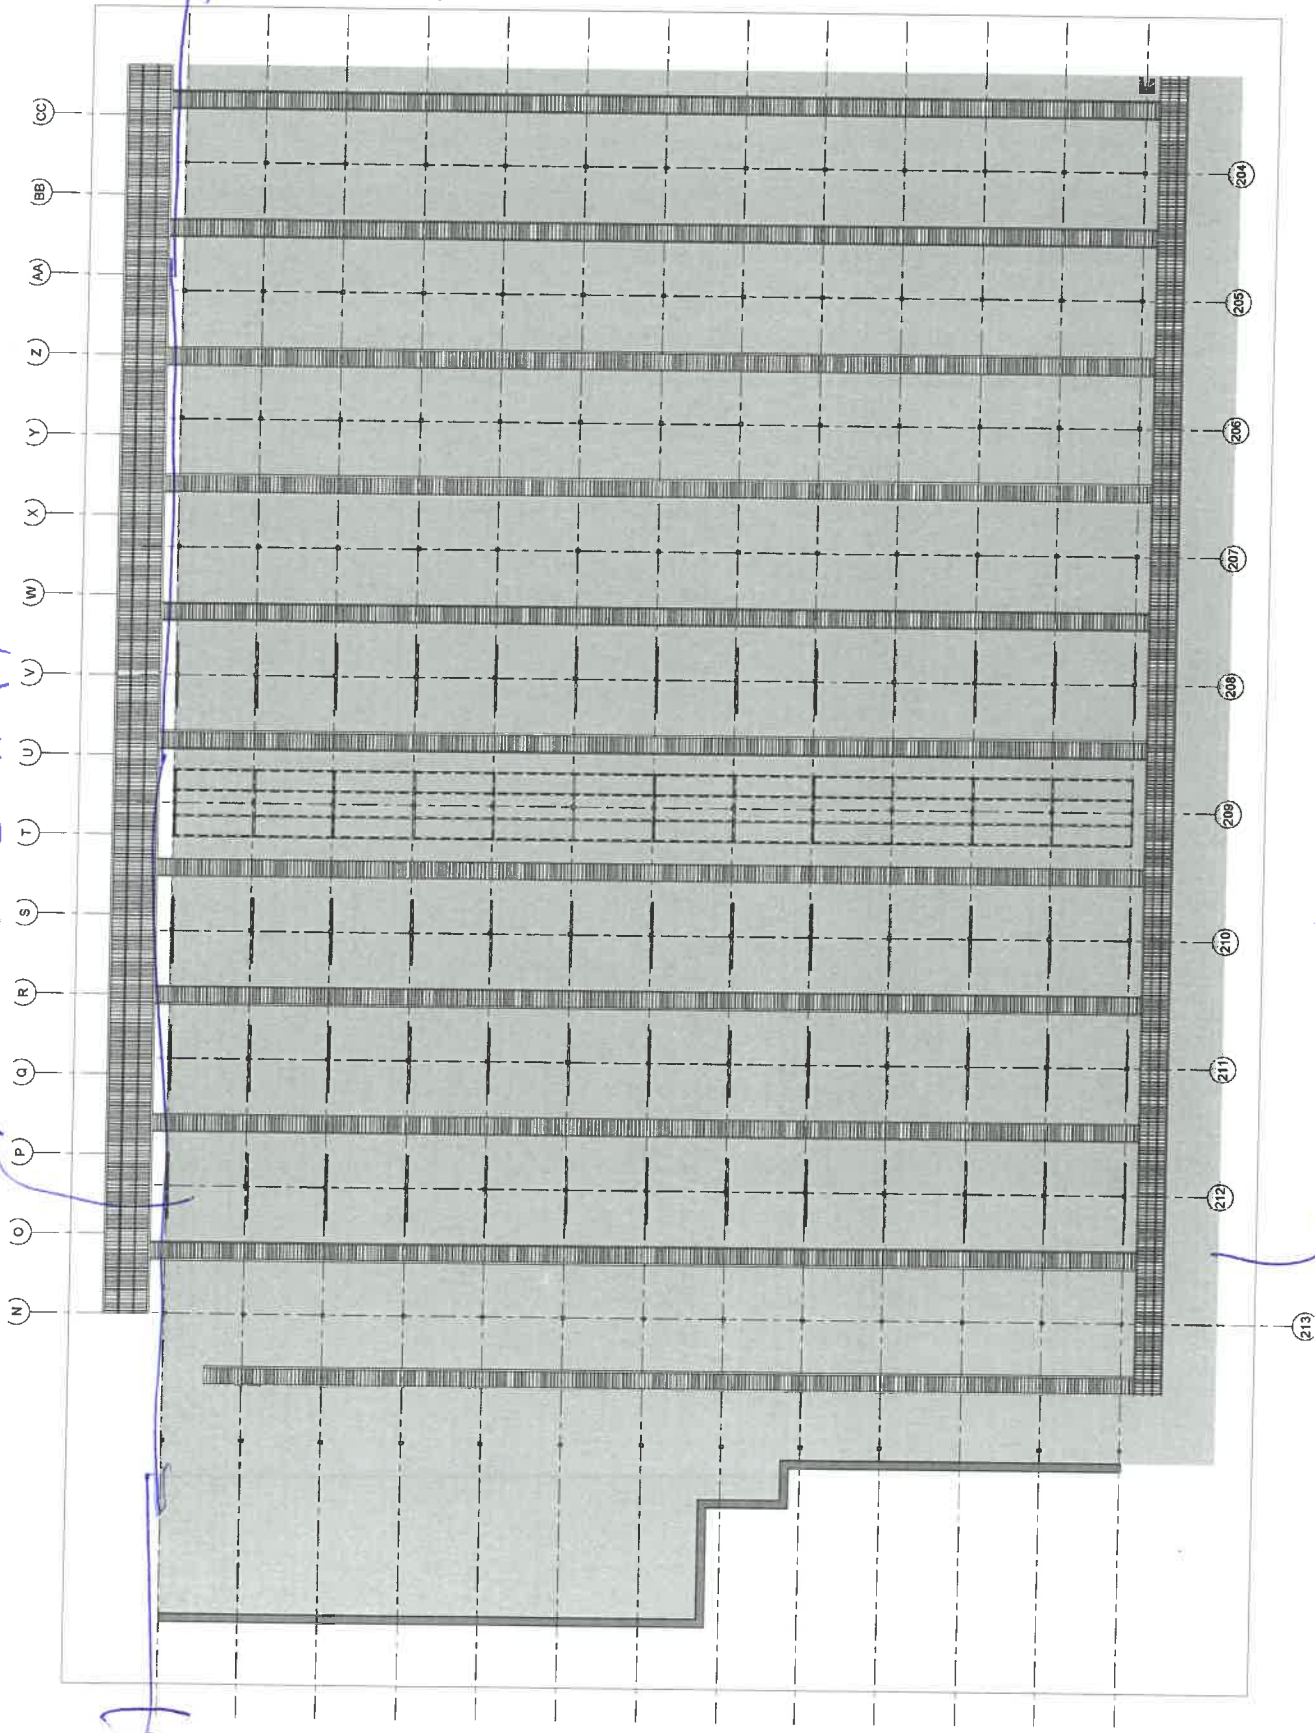 (CC)
(BB)
(AA)
(Z)
(Y)
(X)
(W)
(V)
(U)
(T)
(S)
(R)
(Q)
(P)
(O)
(N)
204
205
206
207
208
209
210
211
212
213